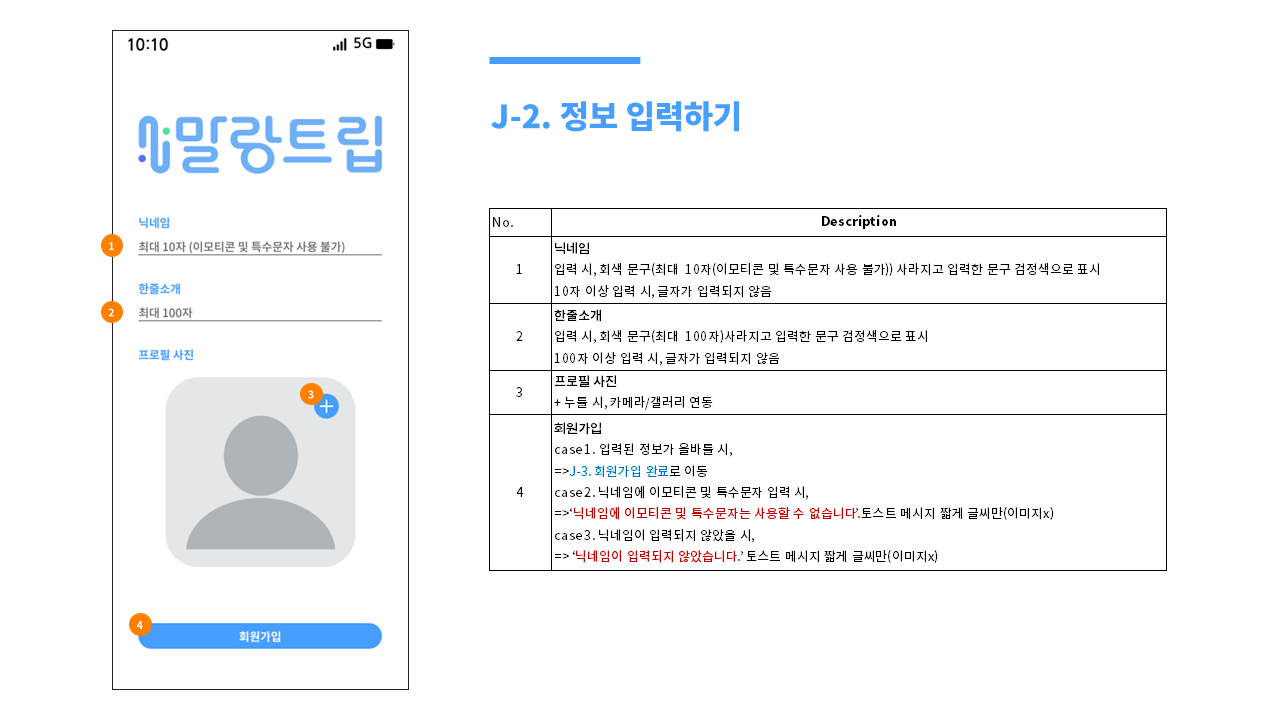 10:10
5G
말랑트립
닉네임
1
최대 10자 (이모티콘 및 특수문자 사용 불가)
한줄소개
2
최대 100자
프로필 사진
3
4
회원가입
J-2. 정보 입력하기
No. Description
닉네임
1
입력 시, 회색 문구(최대 10자(이모티콘 및 특수문자 사용 불가)) 사라지고 입력한 문구 검정색으로 표시
10자 이상 입력 시, 글자가 입력되지 않음
한줄소개
2
입력 시, 회색 문구(최대 100자)사라지고 입력한 문구 검정색으로 표시
100자 이상 입력 시, 글자가 입력되지 않음
3
프로필 사진
+ 누를 시, 카메라/갤러리 연동
4
회원가입
case1. 입력된 정보가 올바를 시,
=>J-3. 회원가입 완료로 이동
case2. 닉네임에 이모티콘 및 특수문자 입력 시,
=>‘닉네임에 이모티콘 및 특수문자는 사용할 수 없습니다’.토스트 메시지 짧게 글씨만(이미지x)
case3. 닉네임이 입력되지 않았을 시,
=> ‘닉네임이 입력되지 않았습니다.’ 토스트 메시지 짧게 글씨만(이미지x)